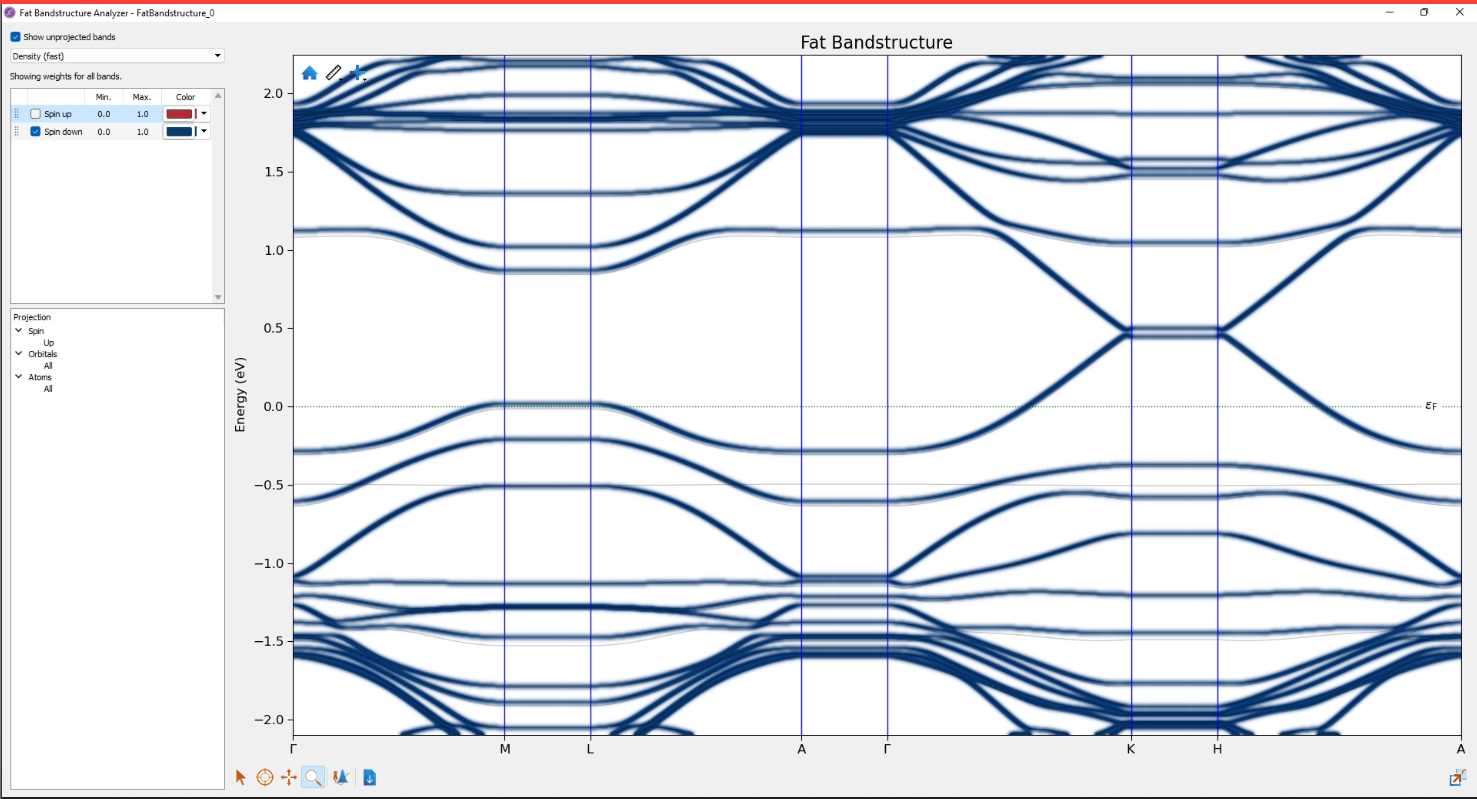 Fat Bandstructure Analyzer - FatBandstructure_0
Show unprojected bands
Density (fast)
Showing weights for all bands.
Min. Max. Color
Spin up 0.0 1.0
Spin down 0.0 1.0
Projection
Spin
Up
Orbitals
All
Atoms
All
Fat Bandstructure
Energy (eV)
2.0
1.5
1.0
0.5
0.0
−0.5
−1.0
−1.5
−2.0
εF
Γ M L A Γ K H A